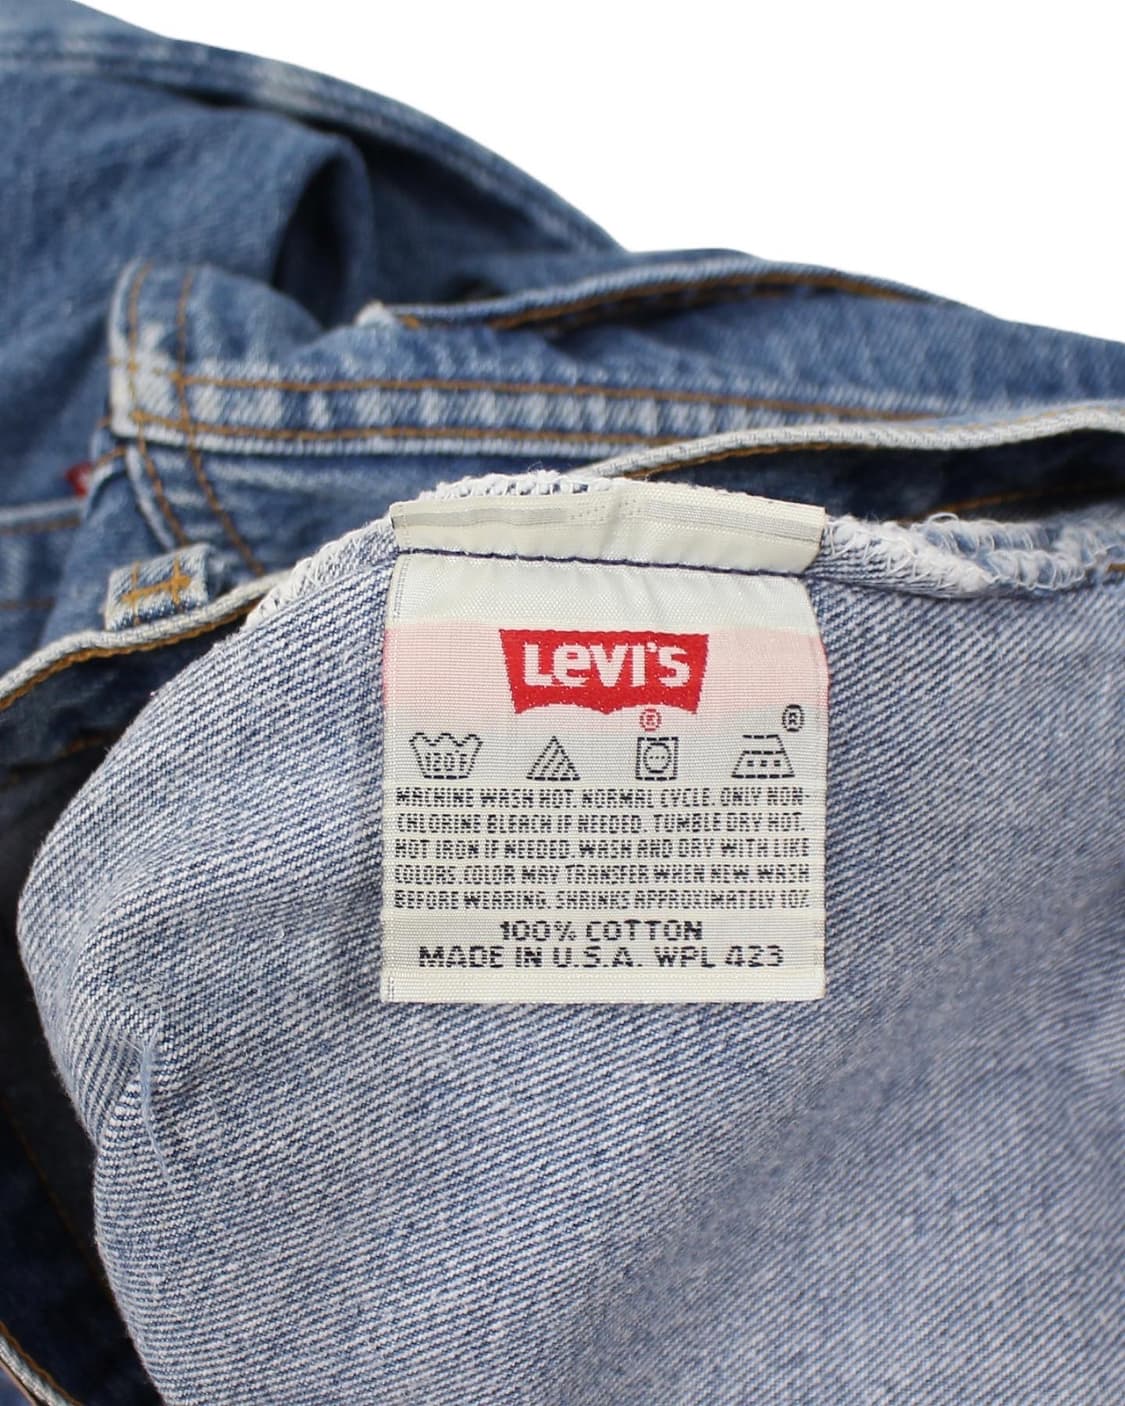 Levi's
®
®
120F
MACHINE WASH HOT. NORMAL CYCLE. ONLY NON-
CHLORINE BLEACH IF NEEDED. TUMBLE DRY HOT.
HOT IRON IF NEEDED. WASH AND DRY WITH LIKE
COLORS. COLOR MAY TRANSFER WHEN NEW. WASH
BEFORE WEARING. SHRINKS APPROXIMATELY 10%
100% COTTON
MADE IN U.S.A. WPL 423